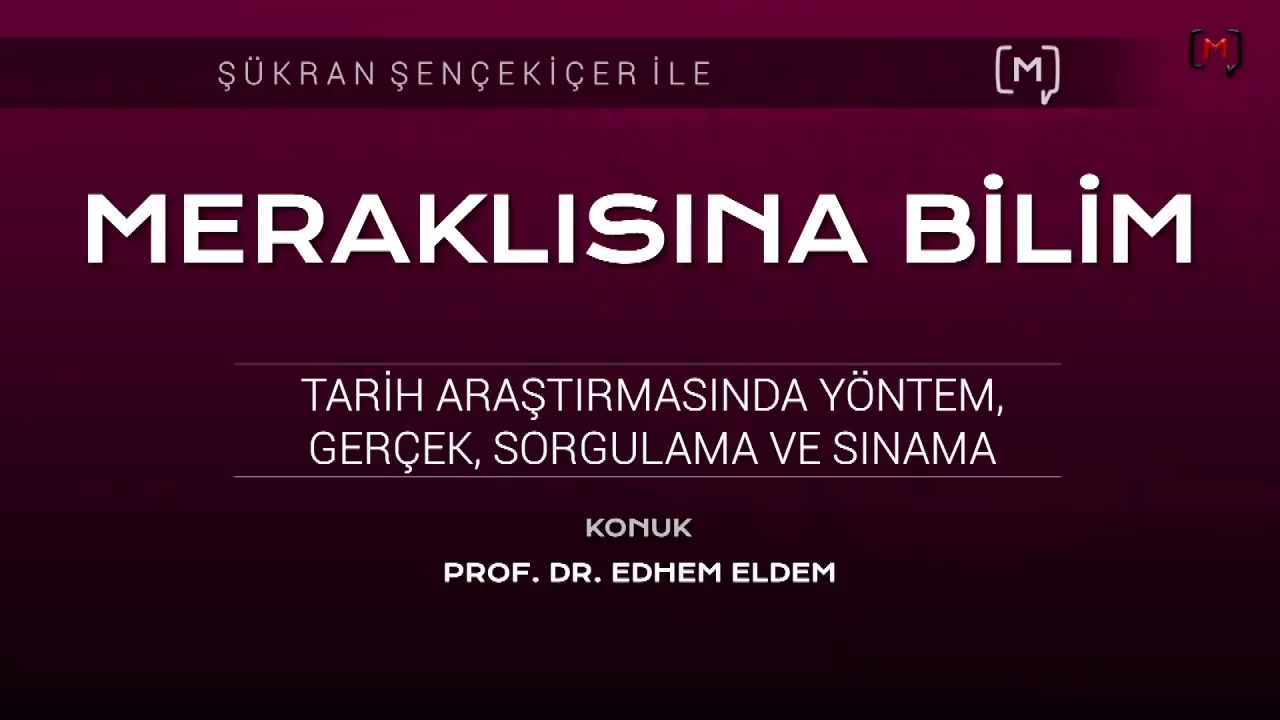 ŞÜKRAN ŞENÇEKİÇER İLE
[M]
[M]
MERAKLISINA BİLİM
TARİH ARAŞTIRMASINDA YÖNTEM,
GERÇEK, SORGULAMA VE SINAMA
KONUK
PROF. DR. EDHEM ELDEM